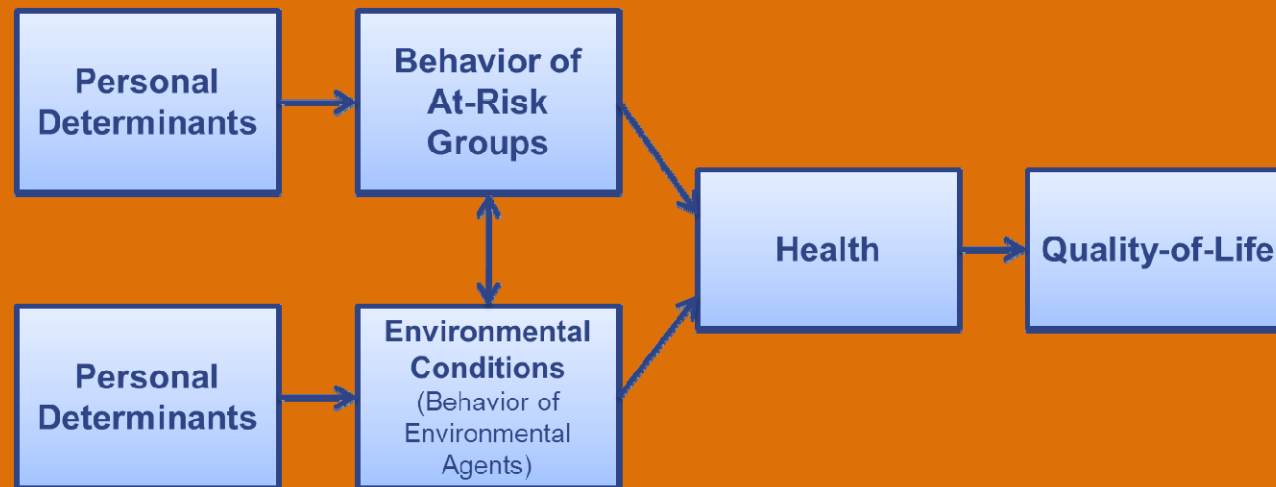 Personal
Determinants
Behavior of
At-Risk
Groups
Health
Quality-of-Life
Personal
Determinants
Environmental
Conditions
(Behavior of
Environmental
Agents)